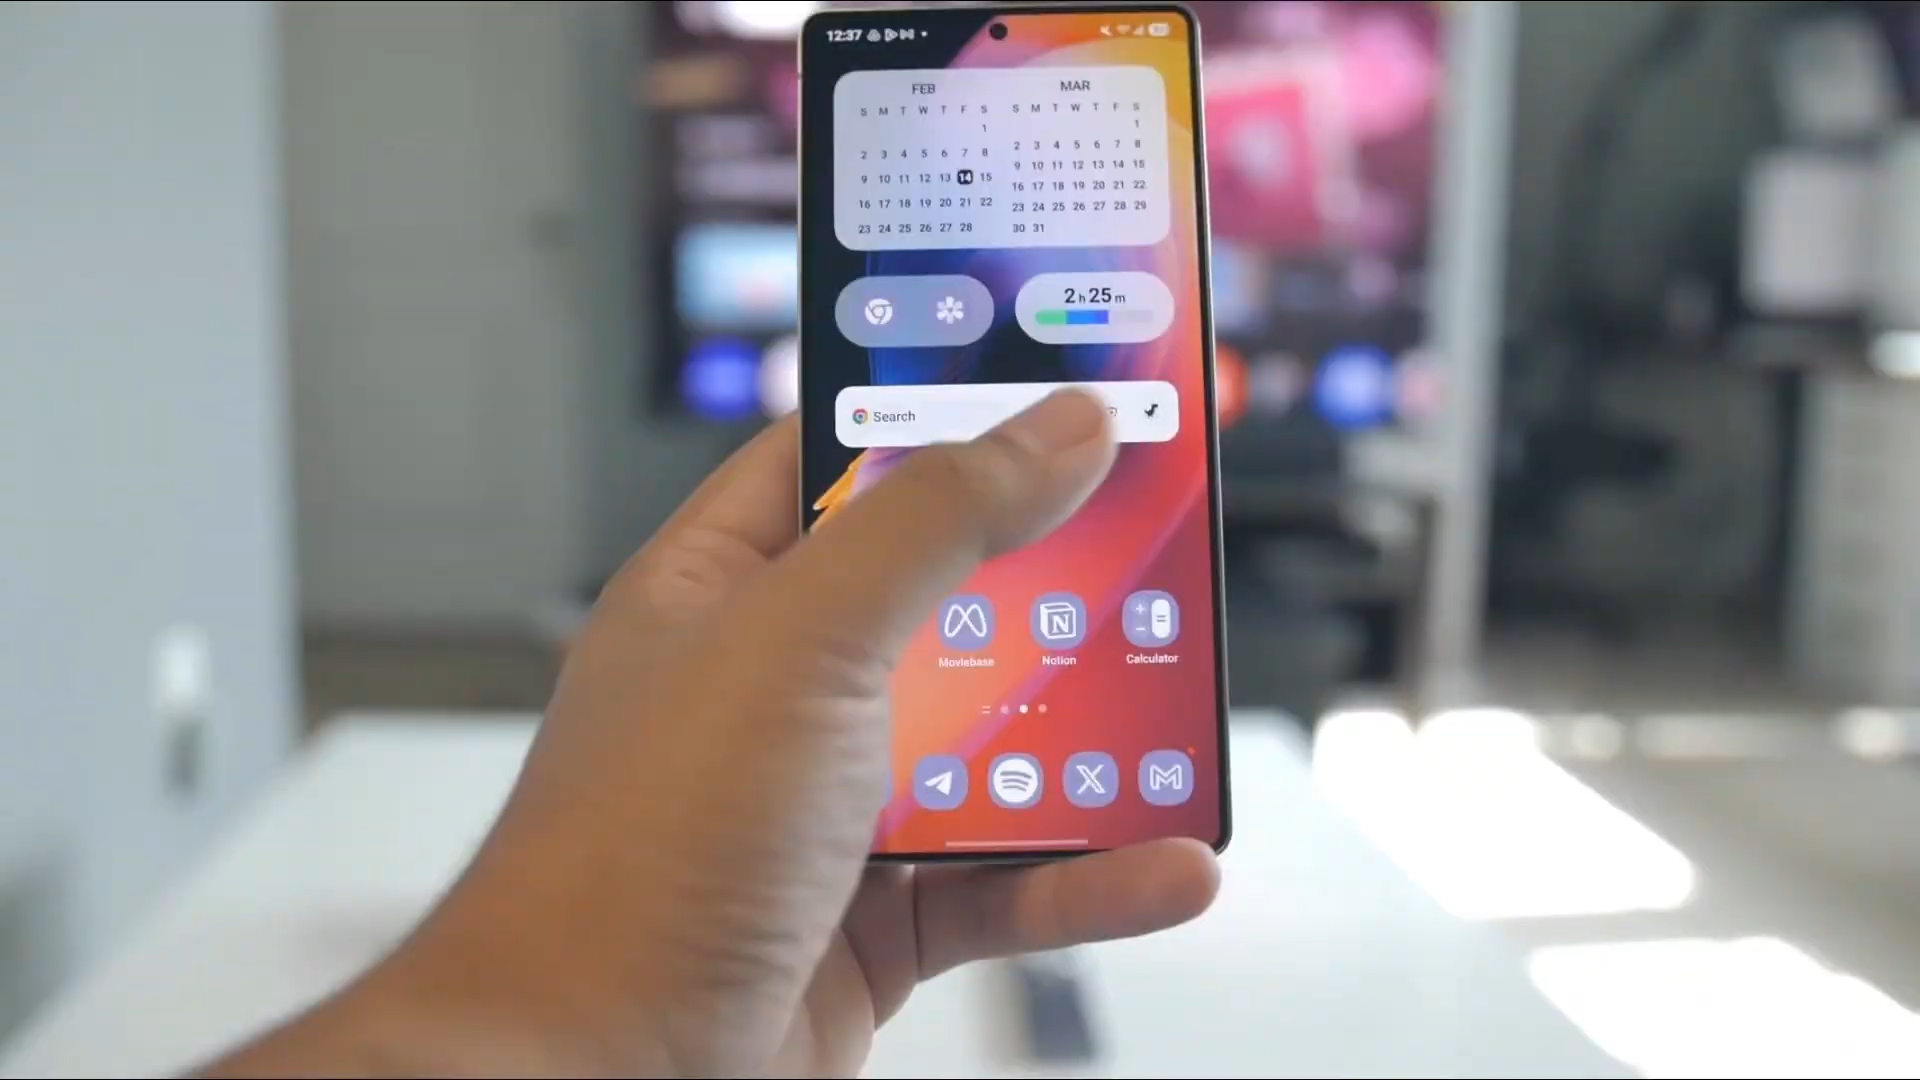 12:37
FEB
S M T W T F S
1
2 3 4 5 6 7 8
9 10 11 12 13 14 15
16 17 18 19 20 21 22
23 24 25 26 27 28
MAR
S M T W T F S
1
2 3 4 5 6 7 8
9 10 11 12 13 14 15
16 17 18 19 20 21 22
23 24 25 26 27 28 29
30 31
2 h 25 m
Search
Moviebase Notion Calculator